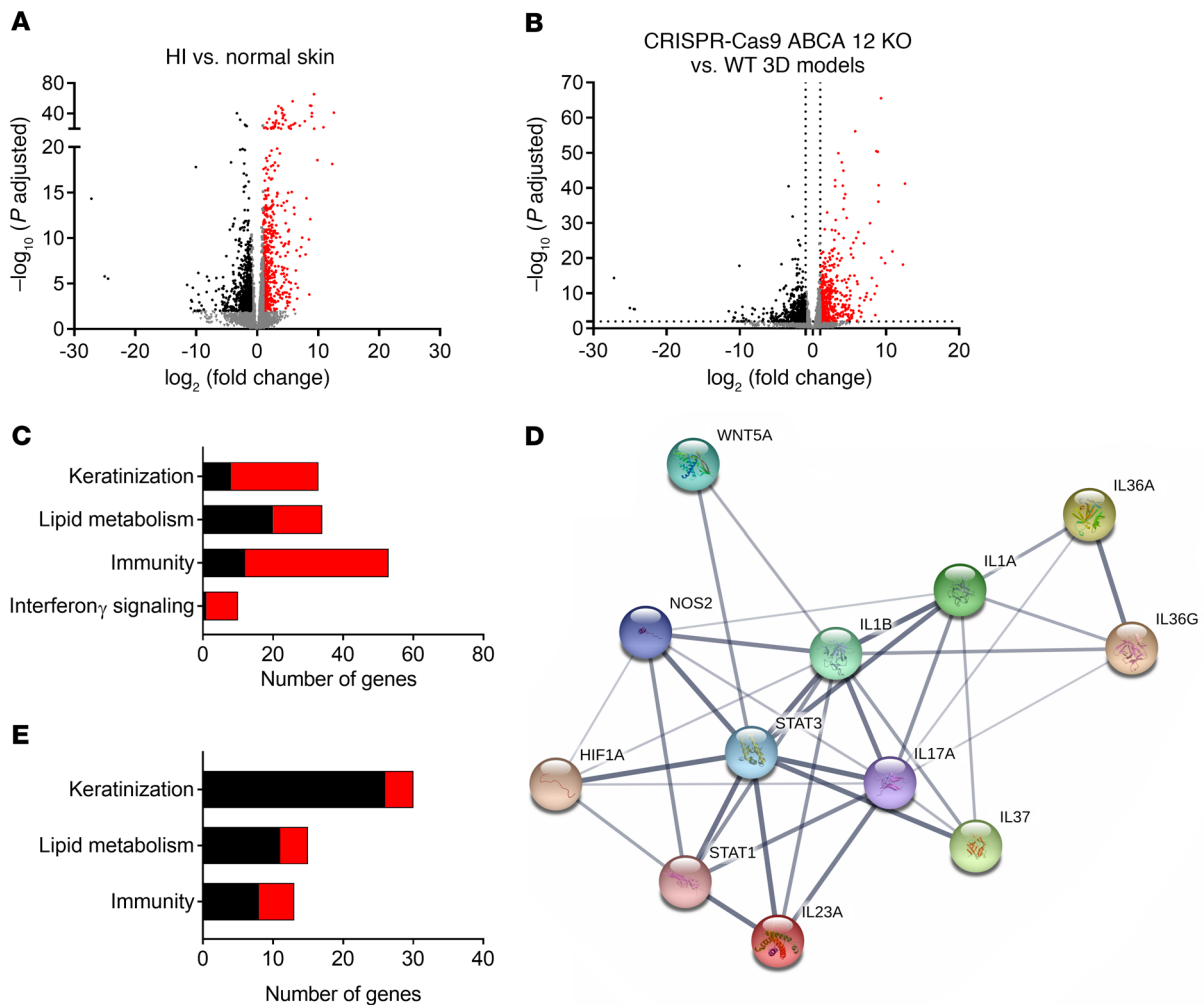 A
HI vs. normal skin
80
40
20
15
10
5
0
–log10 (P adjusted)
-30 -20 -10 0 10 20 30
log2 (fold change)
B
CRISPR-Cas9 ABCA 12 KO
vs. WT 3D models
70
60
50
40
30
20
10
0
–log10 (P adjusted)
-30 -20 -10 0 10 20
log2 (fold change)
C
Keratinization
Lipid metabolism
Immunity
Interferonγ signaling
0 20 40 60 80
Number of genes
D
WNT5A
IL36A
IL1A
NOS2
IL1B
IL36G
STAT3
HIF1A
IL17A
IL37
STAT1
IL23A
E
Keratinization
Lipid metabolism
Immunity
0 10 20 30 40
Number of genes